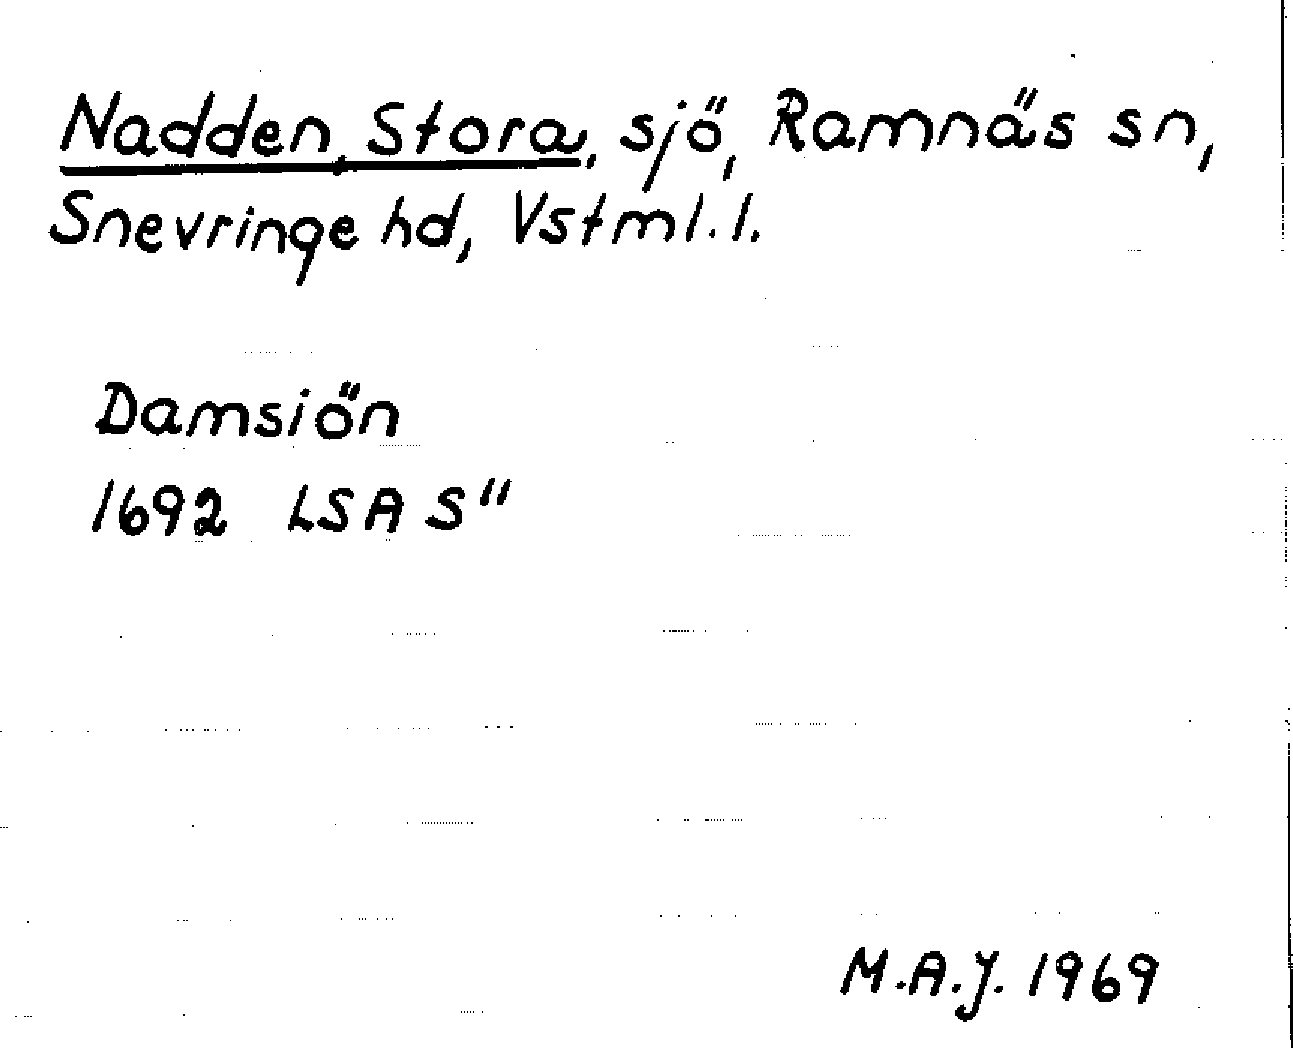 Nadden, Stora, sjö, Ramnäs sn,
Snevringe hd, Vstml. l.
Damsiön
1692 LSA S"
M.A.J. 1969